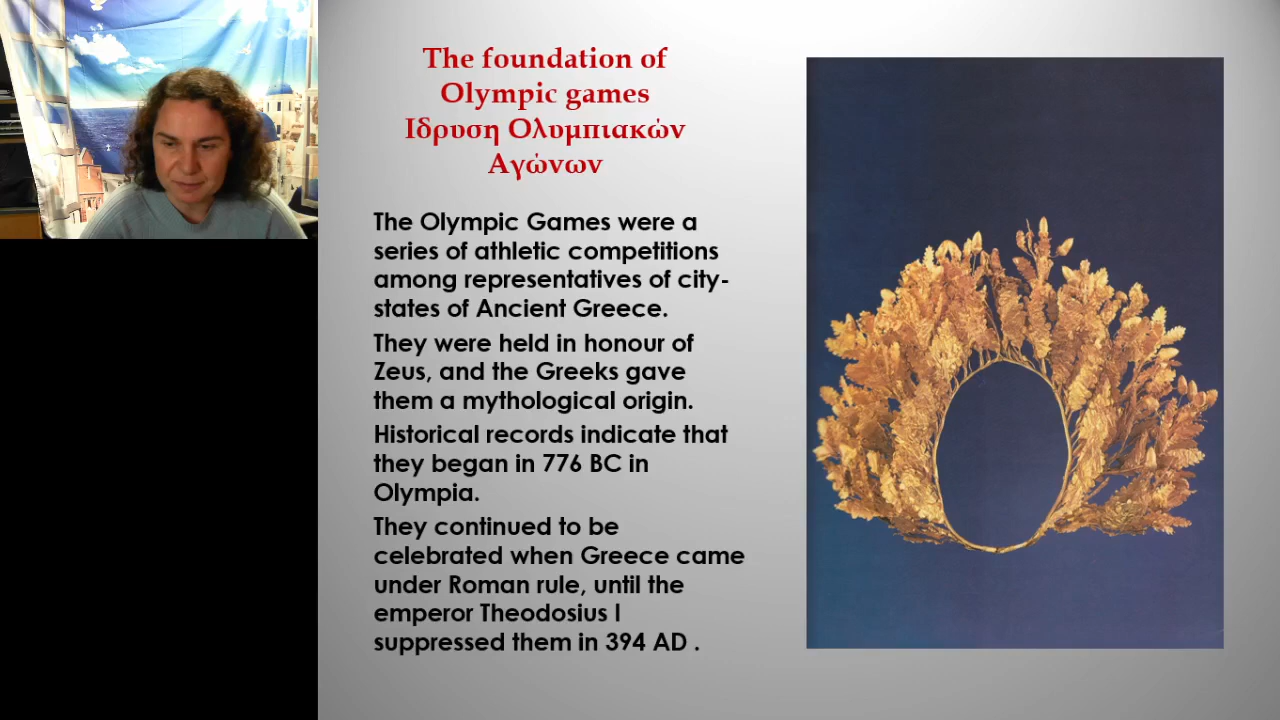 The foundation of
Olympic games
Ιδρυση Ολυμπιακών
Αγώνων
The Olympic Games were a
series of athletic competitions
among representatives of city-
states of Ancient Greece.
They were held in honour of
Zeus, and the Greeks gave
them a mythological origin.
Historical records indicate that
they began in 776 BC in
Olympia.
They continued to be
celebrated when Greece came
under Roman rule, until the
emperor Theodosius I
suppressed them in 394 AD .